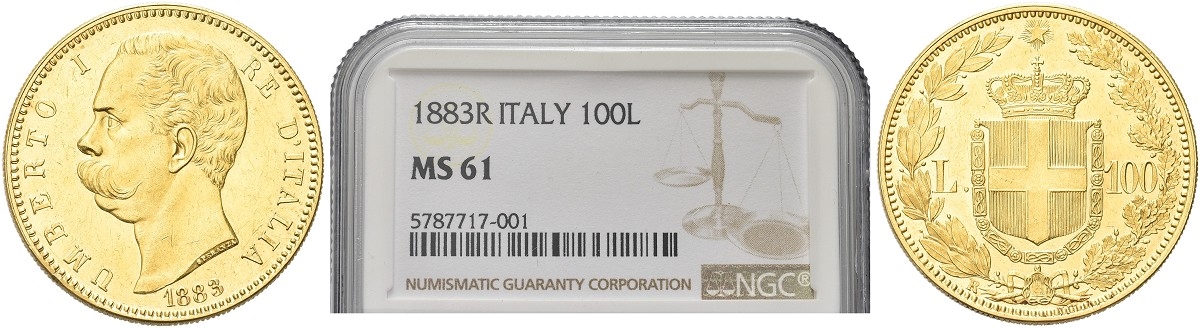 UMBERTO I RE D'ITALIA
1883
1883R ITALY 100L
MS 61
5787717-001
NUMISMATIC GUARANTY CORPORATION
NGC®
L. 100
R